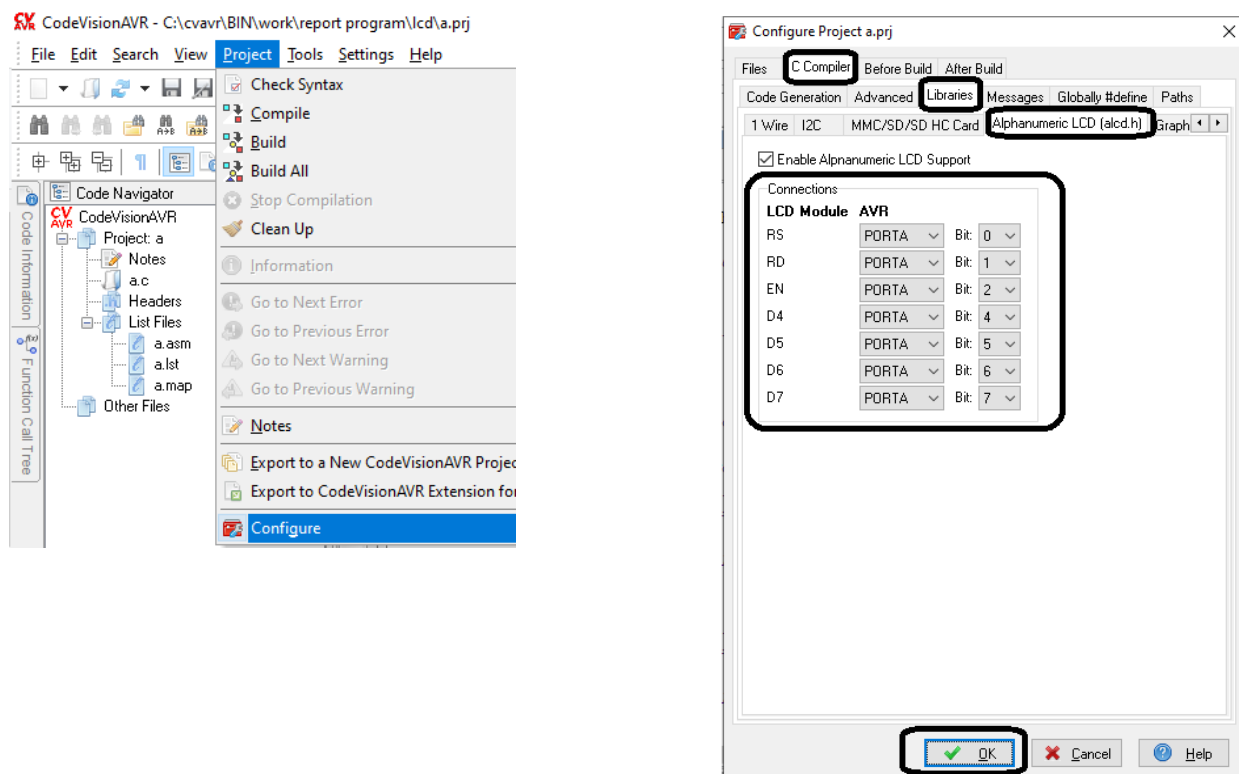 CodeVisionAVR - C:\cvavr\BIN\work\report program\lcd\a.prj
File Edit Search View Project Tools Settings Help
Check Syntax
Compile
Build
Build All
Stop Compilation
Clean Up
Information
Go to Next Error
Go to Previous Error
Go to Next Warning
Go to Previous Warning
Notes
Export to a New CodeVisionAVR Projec
Export to CodeVisionAVR Extension for
Configure
Code Navigator
CodeVisionAVR
Project: a
Notes
a.c
Headers
List Files
a.asm
a.lst
a.map
Other Files
Code Information
Function Call Tree
Configure Project a.prj
Files C Compiler Before Build After Build
Code Generation Advanced Libraries Messages Globally #define Paths
1 Wire I2C MMC/SD/SD HC Card Alphanumeric LCD (alcd.h) Graph
Enable Alphanumeric LCD Support
Connections
LCD Module AVR
RS PORTA Bit: 0
RD PORTA Bit: 1
EN PORTA Bit: 2
D4 PORTA Bit: 4
D5 PORTA Bit: 5
D6 PORTA Bit: 6
D7 PORTA Bit: 7
OK Cancel Help